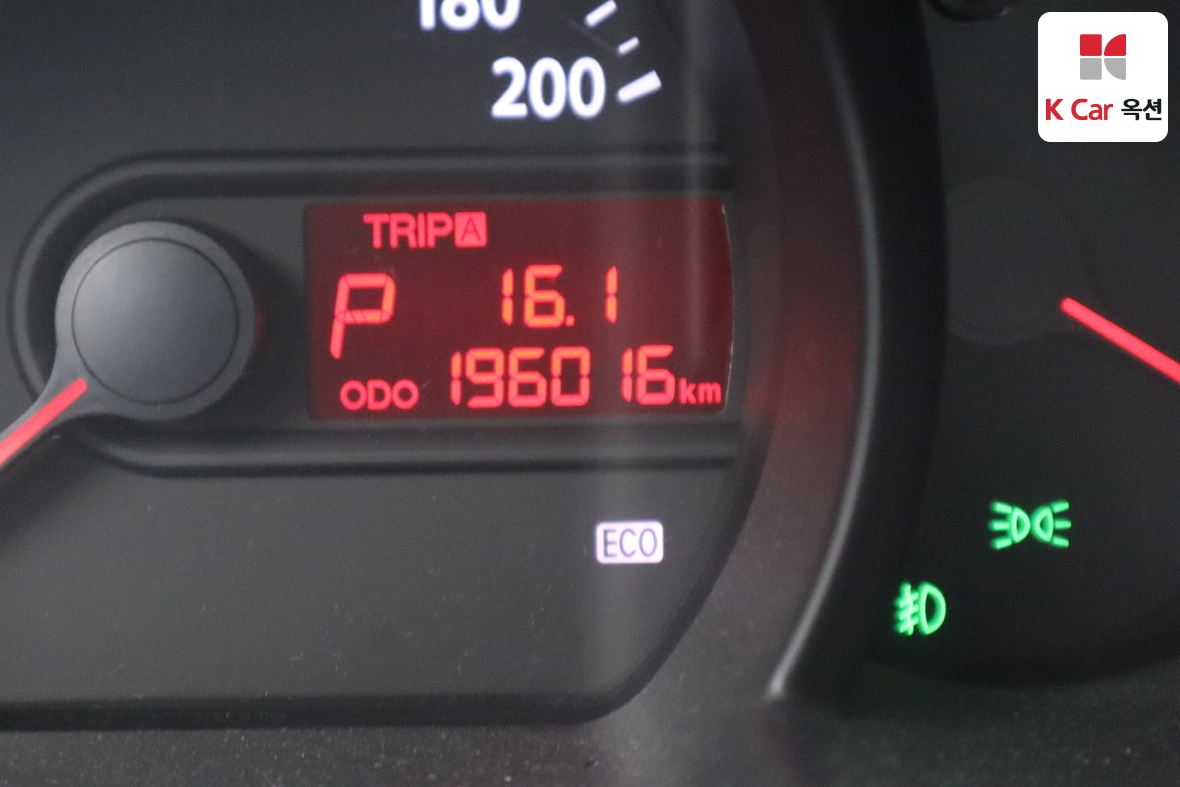 180
200
K Car 옥션
TRIP A
P 16.1
ODO 196016 km
ECO